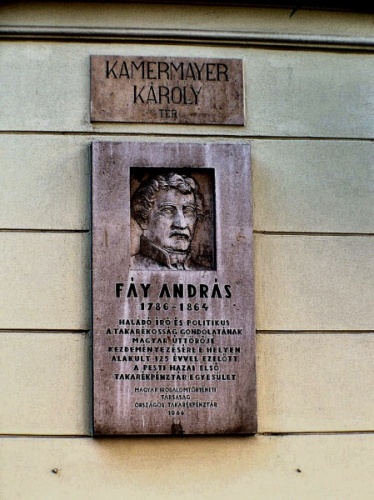 KAMERMAYER
KÁROLY
TÉR
FÁY ANDRÁS
1786-1864
HALADÓ ÍRÓ ÉS POLITIKUS
A TAKARÉKOSSÁG GONDOLATÁNAK
MAGYAR ÚTTÖRŐJE
KEZDEMÉNYEZÉSÉRE E HELYEN
ALAKULT 125 ÉVVEL EZELŐTT
A PESTI HAZAI ELSŐ
TAKARÉKPÉNZTÁR EGYESÜLET
MAGYAR IRODALOMTÖRTÉNETI
TÁRSASÁG
ORSZÁGOS TAKARÉKPÉNZTÁR